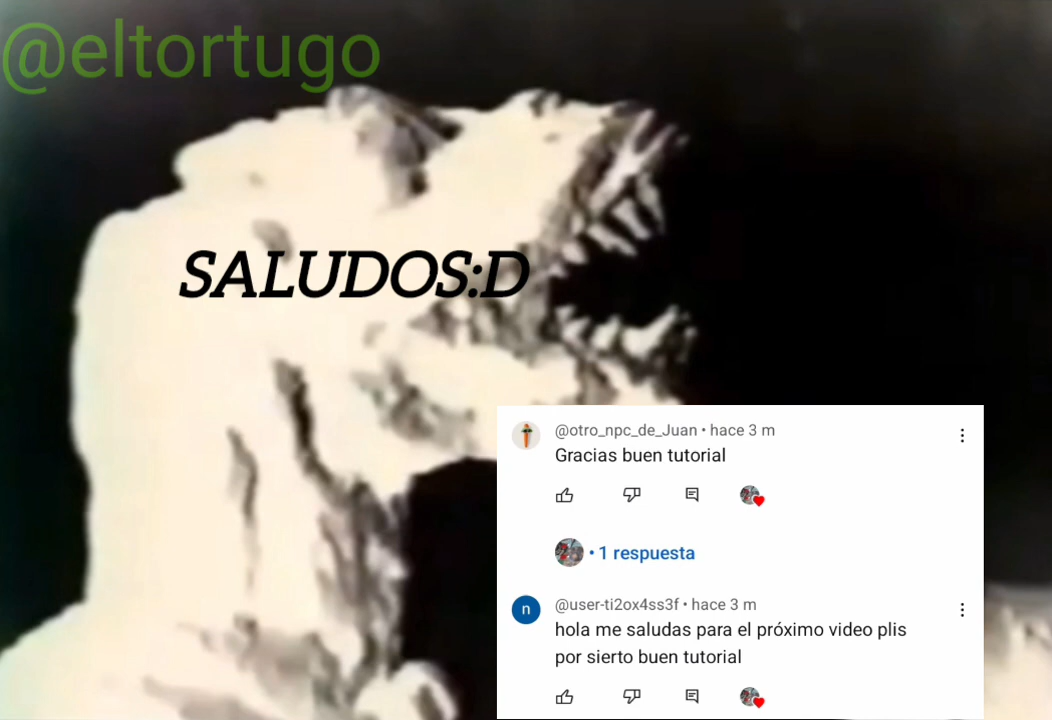 @eltortugo
SALUDOS:D
@otro_npc_de_Juan • hace 3 m
Gracias buen tutorial
• 1 respuesta
n
@user-ti2ox4ss3f • hace 3 m
hola me saludas para el próximo video plis
por sierto buen tutorial